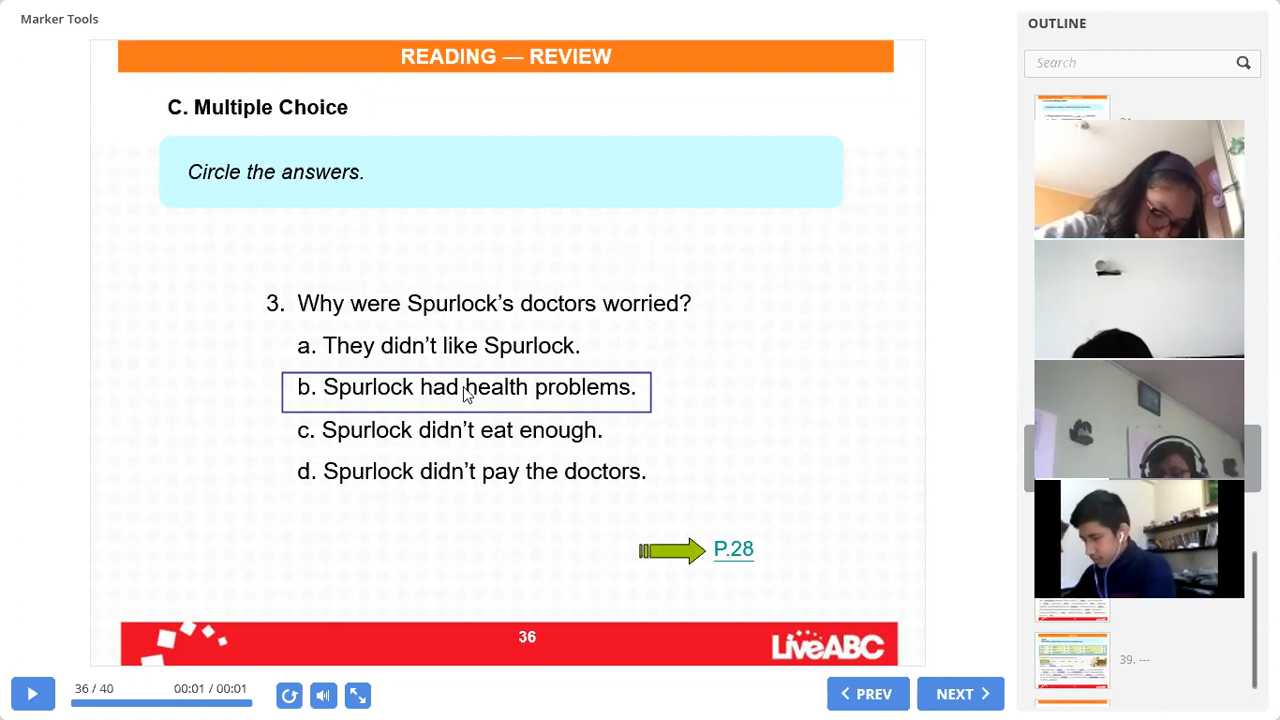 Marker Tools
OUTLINE
Search
READING — REVIEW
C. Multiple Choice
Circle the answers.
3. Why were Spurlock’s doctors worried?
a. They didn’t like Spurlock.
b. Spurlock had health problems.
c. Spurlock didn’t eat enough.
d. Spurlock didn’t pay the doctors.
P.28
36
LiveABC
39. ---
36 / 40
00:01 / 00:01
PREV
NEXT